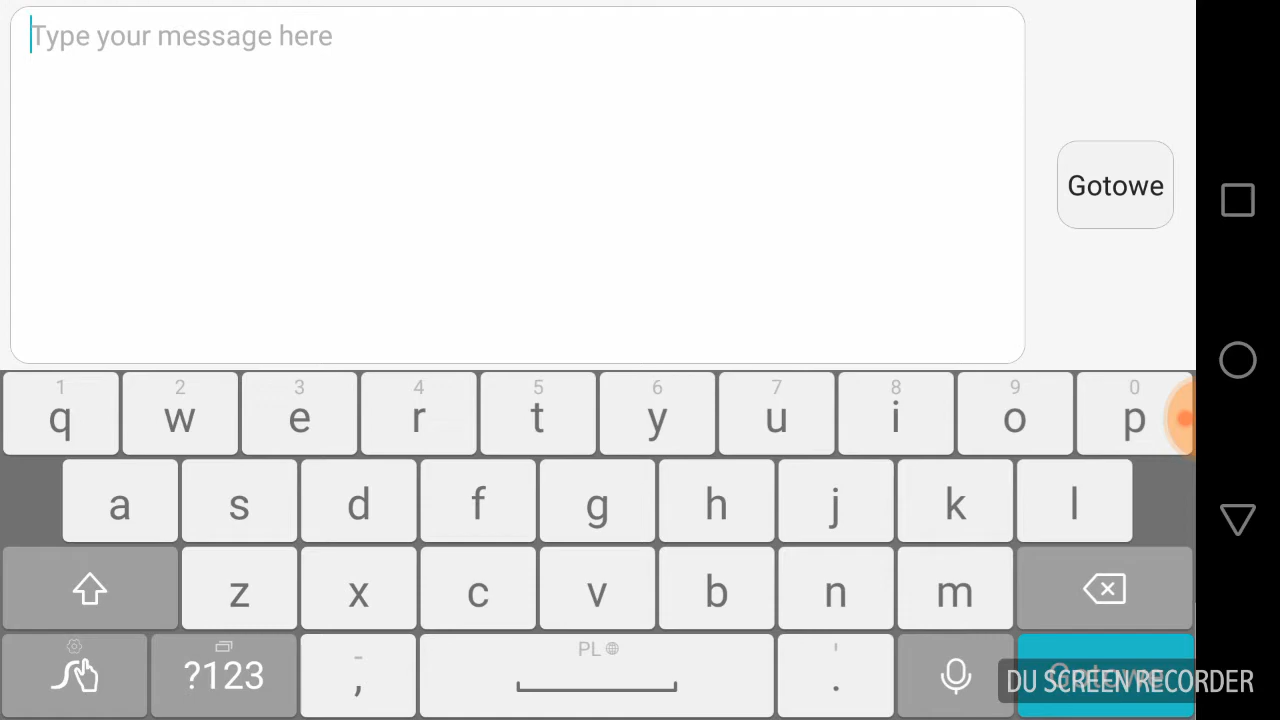 Type your message here
Gotowe
1 2 3 4 5 6 7 8 9 0
q w e r t y u i o p
a s d f g h j k l
z x c v b n m
PL
?123 , - . '
DU SCREEN RECORDER